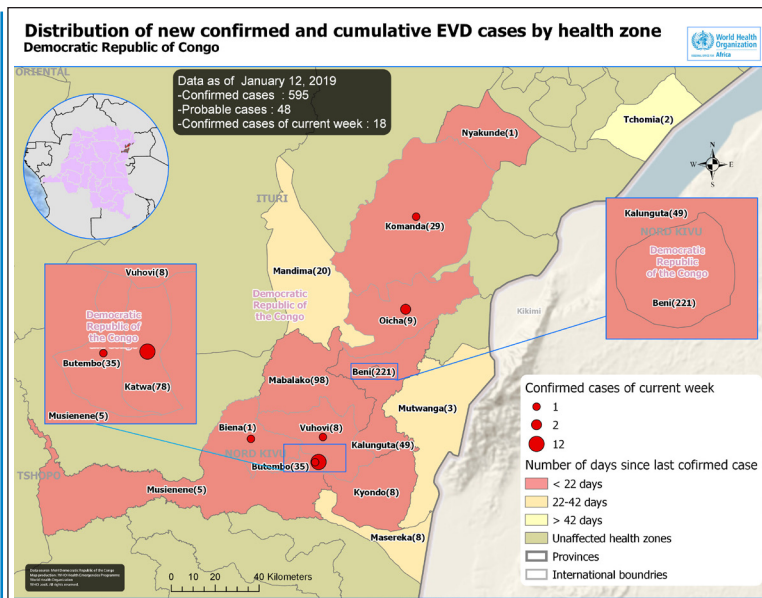 Distribution of new confirmed and cumulative EVD cases by health zone
Democratic Republic of Congo
World Health
Organization
Africa
ORIENTAL
Data as of January 12, 2019
-Confirmed cases : 595
-Probable cases : 48
-Confirmed cases of current week : 18
Nyakunde(1)
Tchomia(2)
N
W E
S
ITURI
Komanda(29)
Kalunguta(49)
NORD KIVU
Democratic
Republic
of the Congo
Beni(221)
Mandima(20)
Democratic
Republic of
the Congo
Oicha(9)
Kikimi
Vuhovi(8)
Democratic
Republic of
the Congo
Butembo(35)
Katwa(78)
Musienene(5)
Beni(221)
Mabalako(98)
Mutwanga(3)
Biena(1)
Vuhovi(8)
Kalunguta(49)
NORD KIVU
Butembo(35)
TSHOPO
Musienene(5)
Kyondo(8)
Masereka(8)
Confirmed cases of current week
1
2
12
Number of days since last cofirmed case
< 22 days
22-42 days
> 42 days
Unaffected health zones
Provinces
International boundries
0 10 20 40 Kilometers